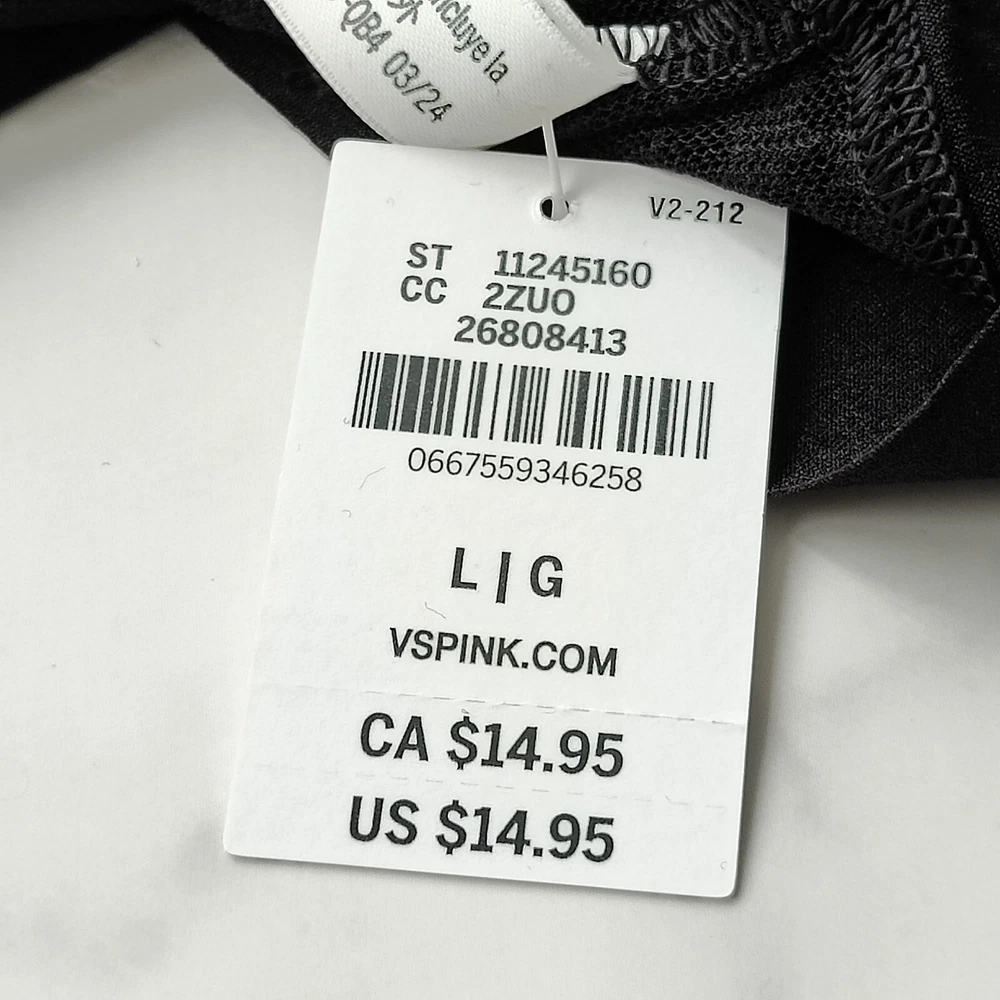 incluye la
外
-QB4 03/24
V2-212
ST 11245160
CC 2ZUO
26808413
0667559346258
L | G
VSPINK.COM
CA $14.95
US $14.95